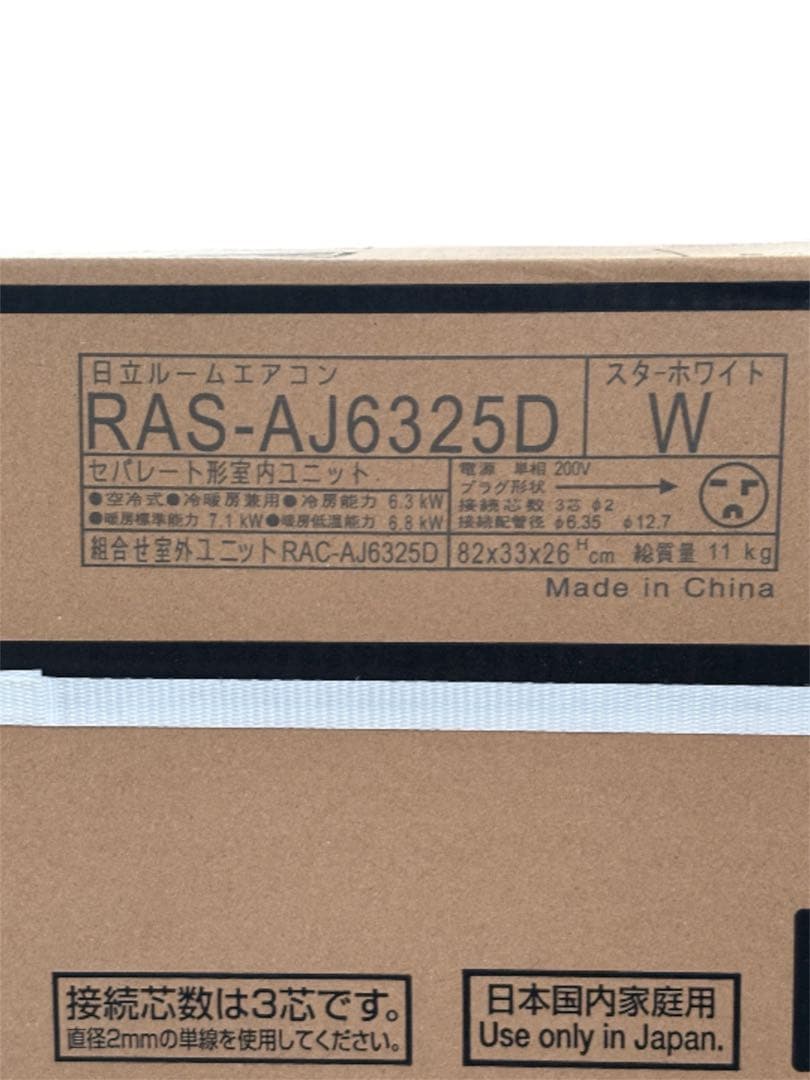 日立ルームエアコン
スターホワイト
RAS-AJ6325D
W
セパレート形室内ユニット
●空冷式●冷暖房兼用●冷房能力 6.3 kW
●暖房標準能力 7.1 kW●暖房低温能力 6.8 kW
電源 単相 200V
プラグ形状
接続芯数 3芯 φ2
接続配管径 φ6.35 φ12.7
組合せ室外ユニットRAC-AJ6325D
82x33x26ᴴcm 総質量 11 kg
Made in China
接続芯数は3芯です。
直径2mmの単線を使用してください。
日本国内家庭用
Use only in Japan.